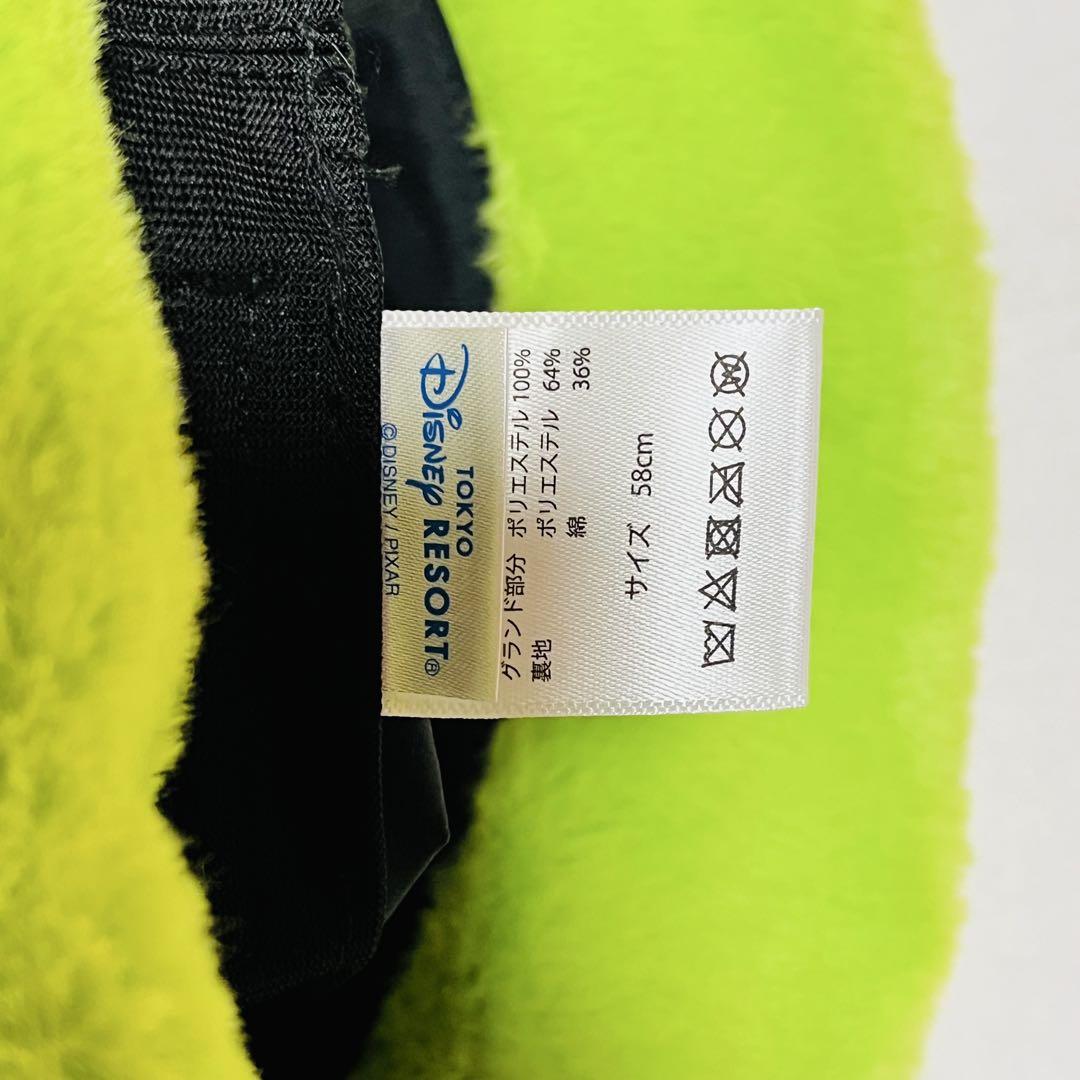 ©DISNEY / PIXAR
TOKYO
DISNEY RESORT®
グランド部分 ポリエステル 100%
裏地 ポリエステル 64%
綿 36%
サイズ 58cm